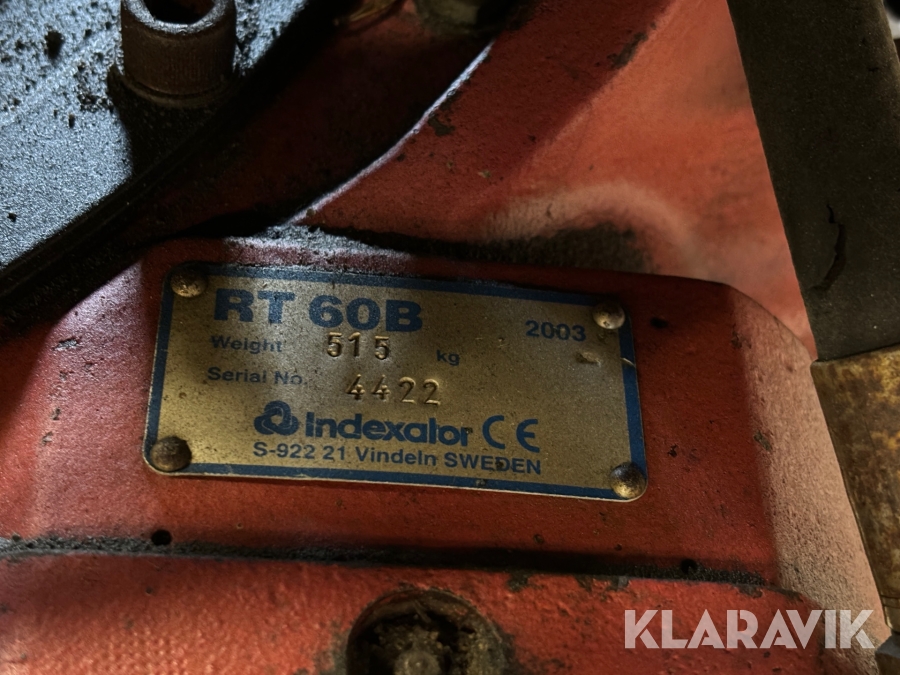 RT 60B 2003
Weight 515 kg
Serial No. 4422
Indexator CE
S-922 21 Vindeln SWEDEN
KLARAVIK